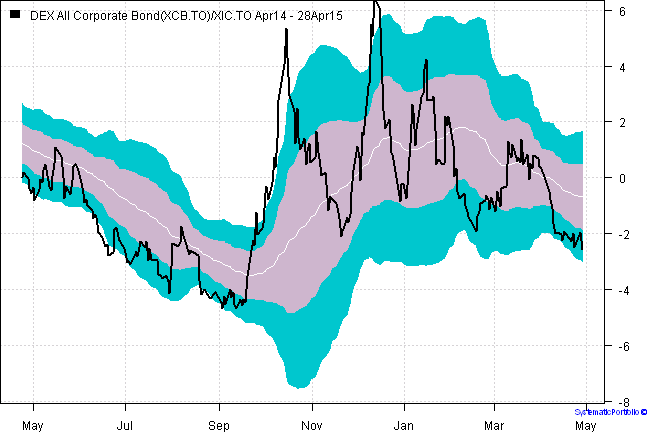 DEX All Corporate Bond(XCB.TO)/XIC.TO Apr14 - 28Apr15
6
4
2
0
-2
-4
-6
-8
SystematicPortfolio ©
May
Jul
Sep
Nov
Jan
Mar
May